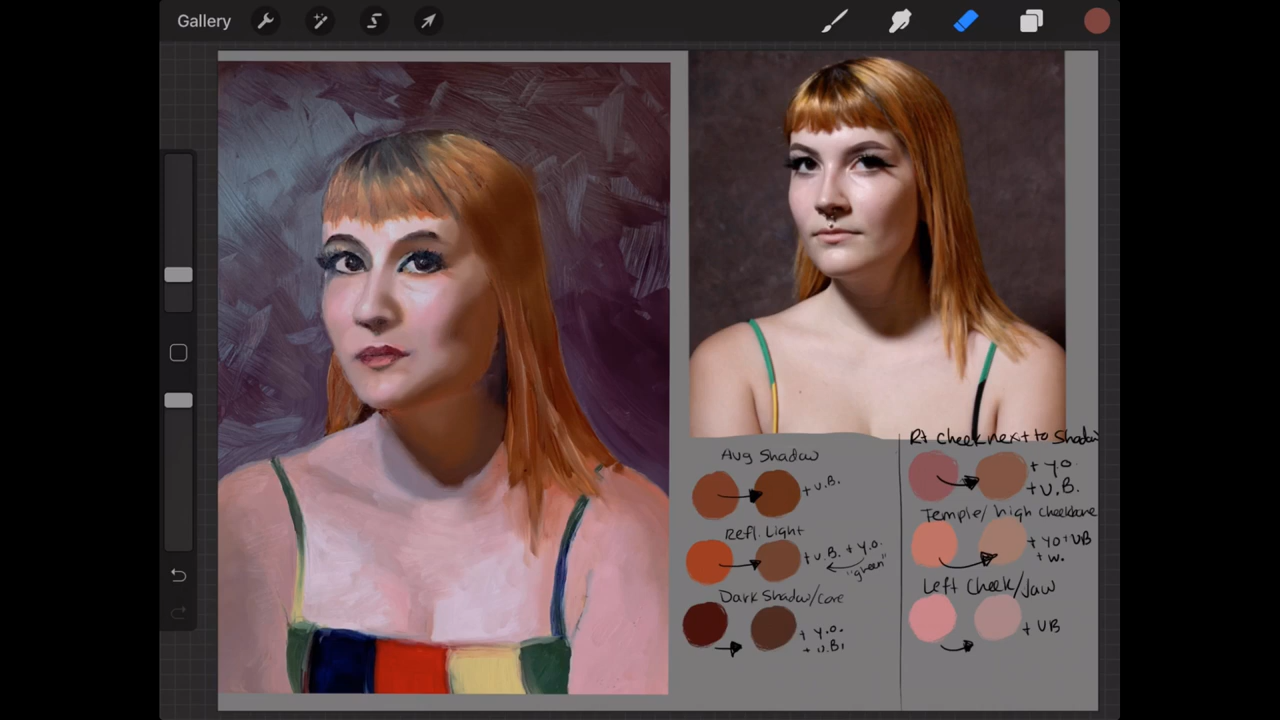 Gallery
Avg Shadow
+ U.B.
Refl. Light
+ U.B. + Y.O.
"green"
Dark Shadow/core
+ Y.O.
+ U.B.
Rt cheek next to Shadow
+ YO
+ U.B.
Temple/high cheekbone
+ YO + UB
+ W.
Left Cheek/Jaw
+ UB